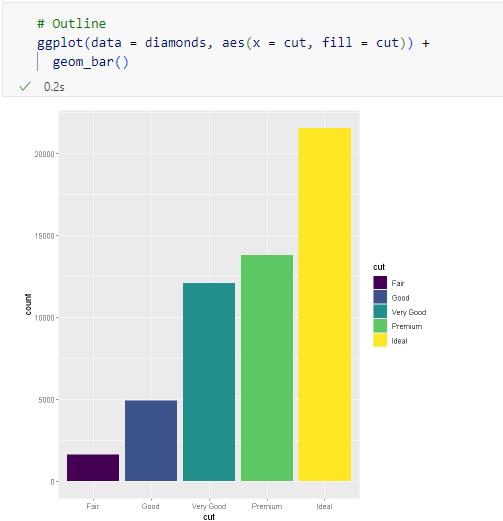 # Outline
ggplot(data = diamonds, aes(x = cut, fill = cut)) +
geom_bar()
0.2s
20000
15000
10000
5000
0
count
Fair
Good
Very Good
Premium
Ideal
cut
cut
Fair
Good
Very Good
Premium
Ideal